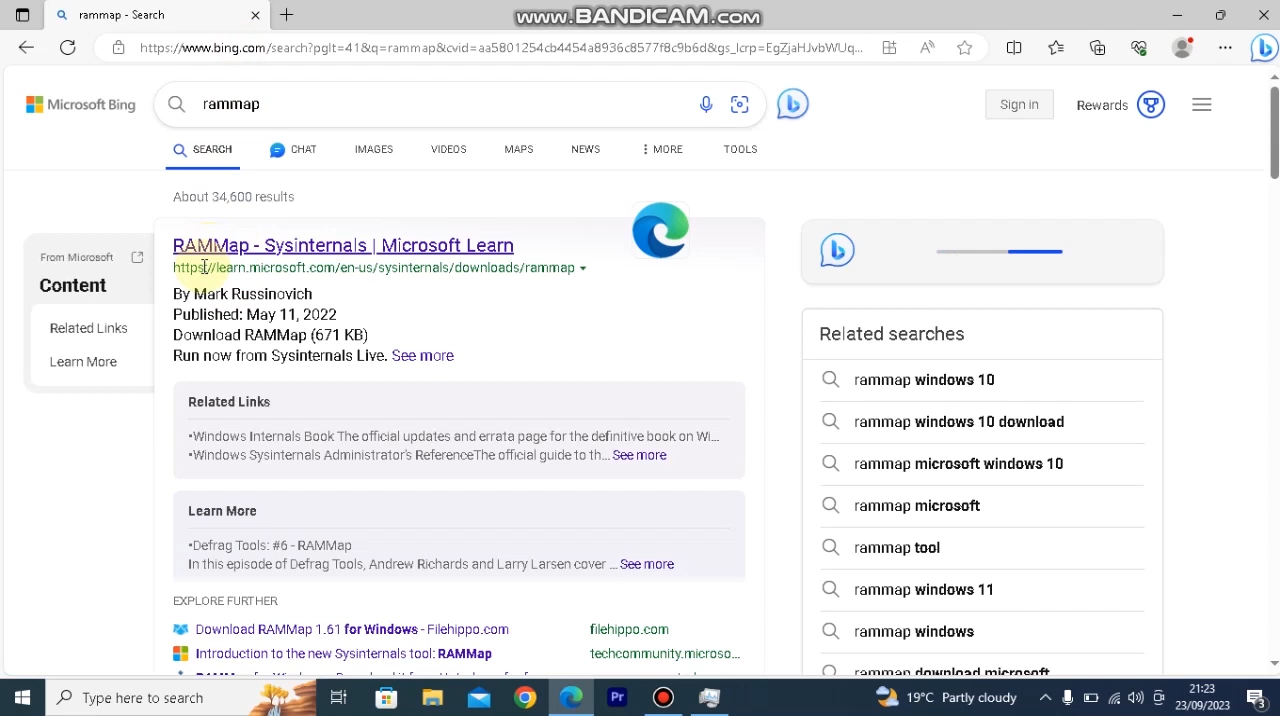 rammap - Search
www.BANDICAM.com
https://www.bing.com/search?pglt=41&q=rammap&cvid=aa5801254cb4454a8936c8577f8c9b6d&gs_lcrp=EgZjaHJvbWUq...
Microsoft Bing
rammap
Sign in
Rewards
SEARCH
CHAT
IMAGES
VIDEOS
MAPS
NEWS
MORE
TOOLS
About 34,600 results
From Microsoft
Content
Related Links
Learn More
RAMMap - Sysinternals | Microsoft Learn
https://learn.microsoft.com/en-us/sysinternals/downloads/rammap
By Mark Russinovich
Published: May 11, 2022
Download RAMMap (671 KB)
Run now from Sysinternals Live. See more
Related Links
•Windows Internals Book The official updates and errata page for the definitive book on Wi...
•Windows Sysinternals Administrator's ReferenceThe official guide to th... See more
Learn More
•Defrag Tools: #6 - RAMMap
In this episode of Defrag Tools, Andrew Richards and Larry Larsen cover ... See more
EXPLORE FURTHER
Download RAMMap 1.61 for Windows - Filehippo.com
filehippo.com
Introduction to the new Sysinternals tool: RAMMap
techcommunity.microso...
Related searches
rammap windows 10
rammap windows 10 download
rammap microsoft windows 10
rammap microsoft
rammap tool
rammap windows 11
rammap windows
rammap download microsoft
Type here to search
Pr
19°C Partly cloudy
21:23
23/09/2023
3